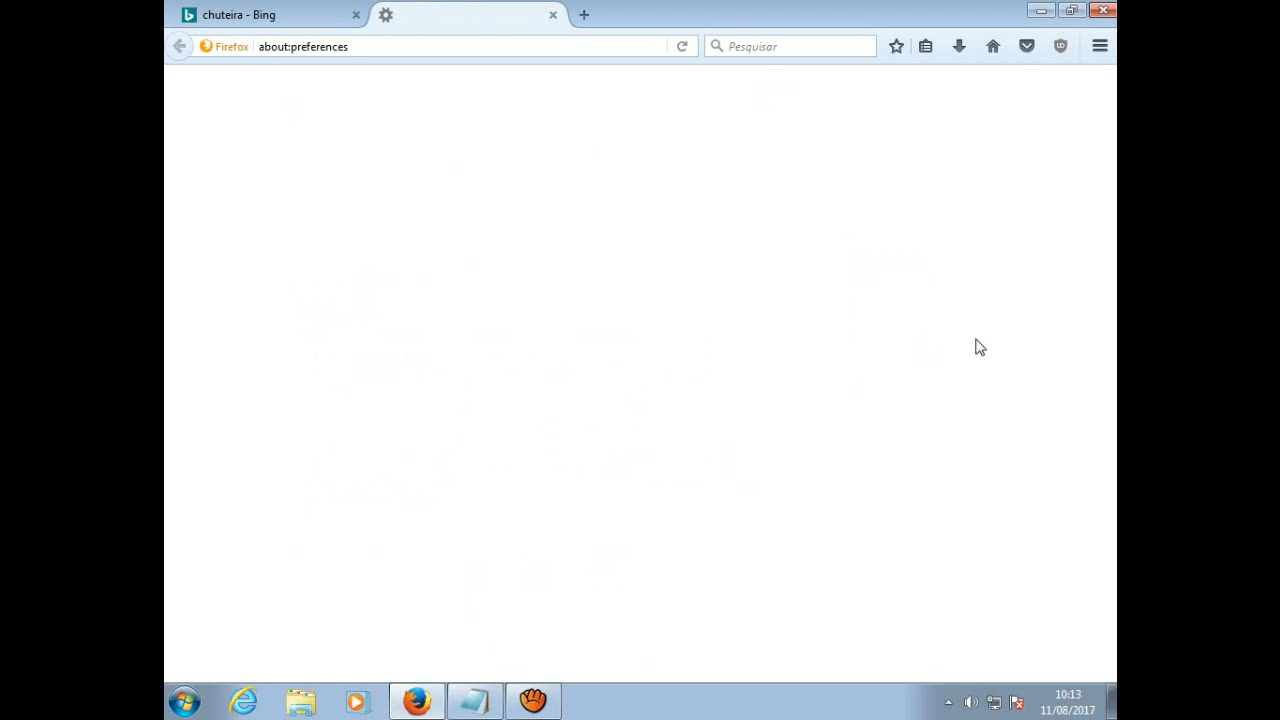 chuteira - Bing
Firefox about:preferences
Pesquisar
10:13
11/08/2017